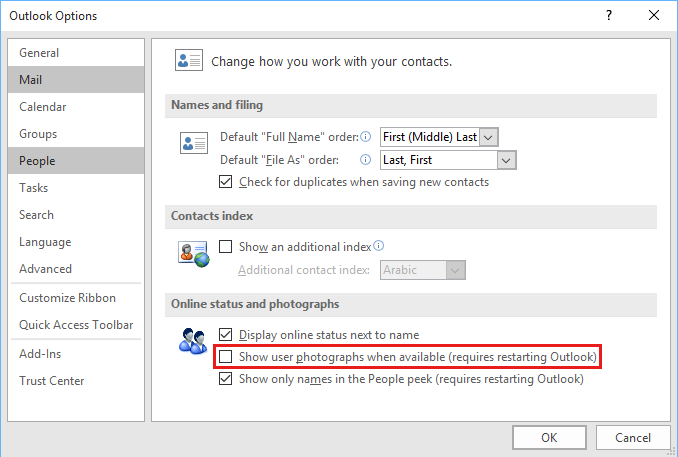 Outlook Options
?
General
Mail
Calendar
Groups
People
Tasks
Search
Language
Advanced
Customize Ribbon
Quick Access Toolbar
Add-Ins
Trust Center
Change how you work with your contacts.
Names and filing
Default "Full Name" order: First (Middle) Last
Default "File As" order: Last, First
Check for duplicates when saving new contacts
Contacts index
Show an additional index
Additional contact index: Arabic
Online status and photographs
Display online status next to name
Show user photographs when available (requires restarting Outlook)
Show only names in the People peek (requires restarting Outlook)
OK Cancel